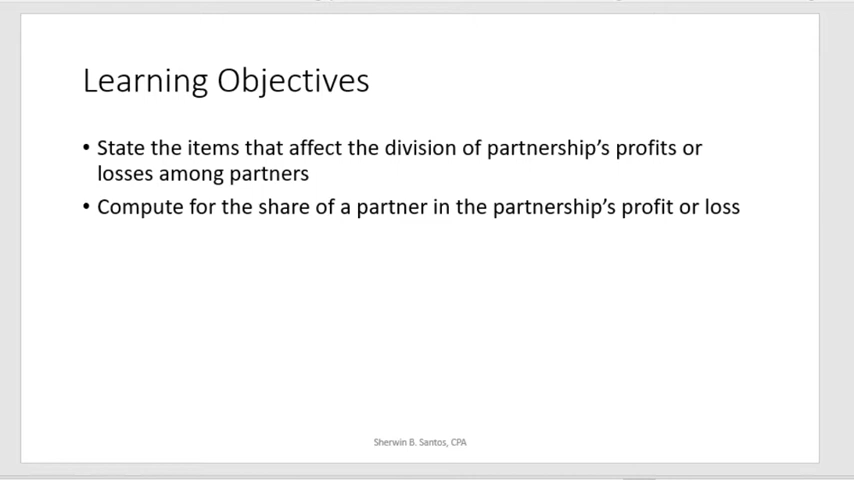 Learning Objectives
• State the items that affect the division of partnership’s profits or
losses among partners
• Compute for the share of a partner in the partnership’s profit or loss
Sherwin B. Santos, CPA